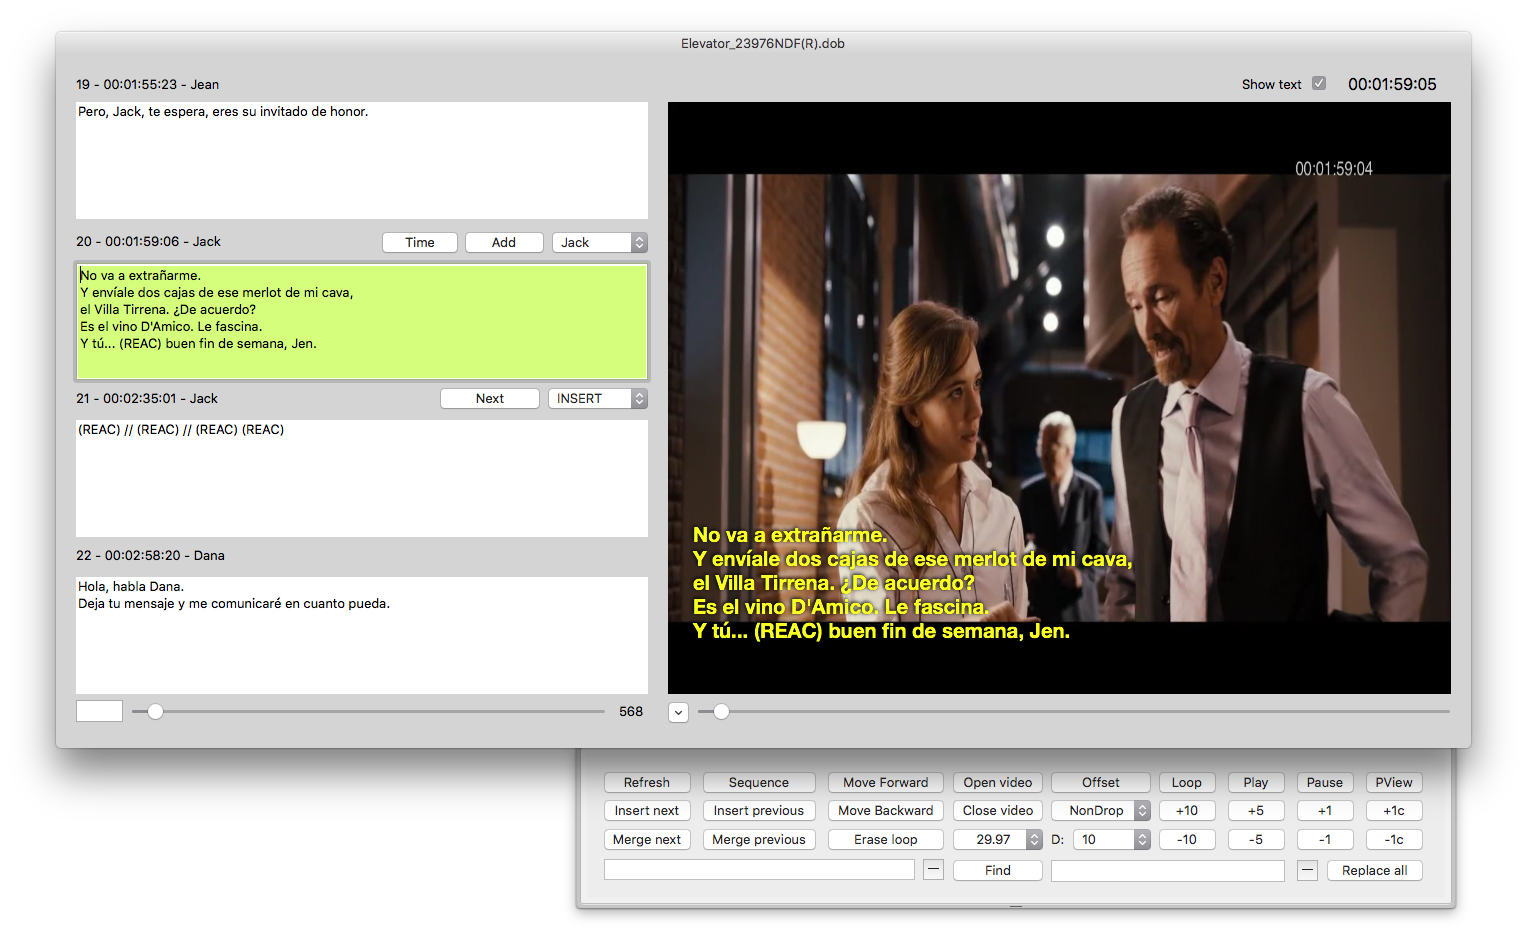 Elevator_23976NDF(R).dob
19 - 00:01:55:23 - Jean
Pero, Jack, te espera, eres su invitado de honor.
20 - 00:01:59:06 - Jack
Time
Add
Jack
No va a extrañarme.
Y envíale dos cajas de ese merlot de mi cava,
el Villa Tirrena. ¿De acuerdo?
Es el vino D'Amico. Le fascina.
Y tú... (REAC) buen fin de semana, Jen.
21 - 00:02:35:01 - Jack
Next
INSERT
(REAC) // (REAC) // (REAC) (REAC)
22 - 00:02:58:20 - Dana
Hola, habla Dana.
Deja tu mensaje y me comunicaré en cuanto pueda.
568
Show text
00:01:59:05
00:01:59:04
No va a extrañarme.
Y envíale dos cajas de ese merlot de mi cava,
el Villa Tirrena. ¿De acuerdo?
Es el vino D'Amico. Le fascina.
Y tú... (REAC) buen fin de semana, Jen.
Refresh
Sequence
Move Forward
Open video
Offset
Loop
Play
Pause
PView
Insert next
Insert previous
Move Backward
Close video
NonDrop
+10
+5
+1
+1c
Merge next
Merge previous
Erase loop
29.97
D:
10
-10
-5
-1
-1c
Find
Replace all